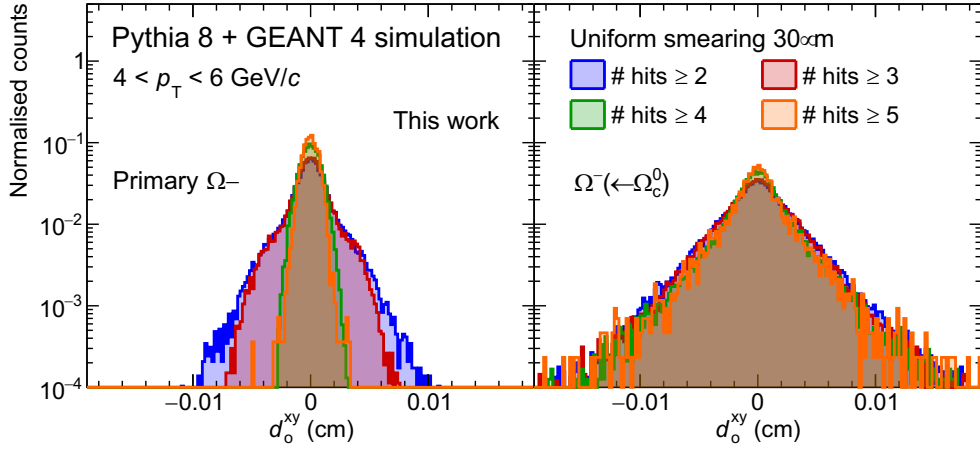 Normalised counts
Pythia 8 + GEANT 4 simulation
4 < p_T < 6 GeV/c
This work
Primary Ω−
1
10⁻¹
10⁻²
10⁻³
10⁻⁴
−0.01 0 0.01
d_o^xy (cm)
Uniform smearing 30∝m
# hits ≥ 2 # hits ≥ 3
# hits ≥ 4 # hits ≥ 5
Ω⁻(←Ω_c^0)
−0.01 0 0.01
d_o^xy (cm)